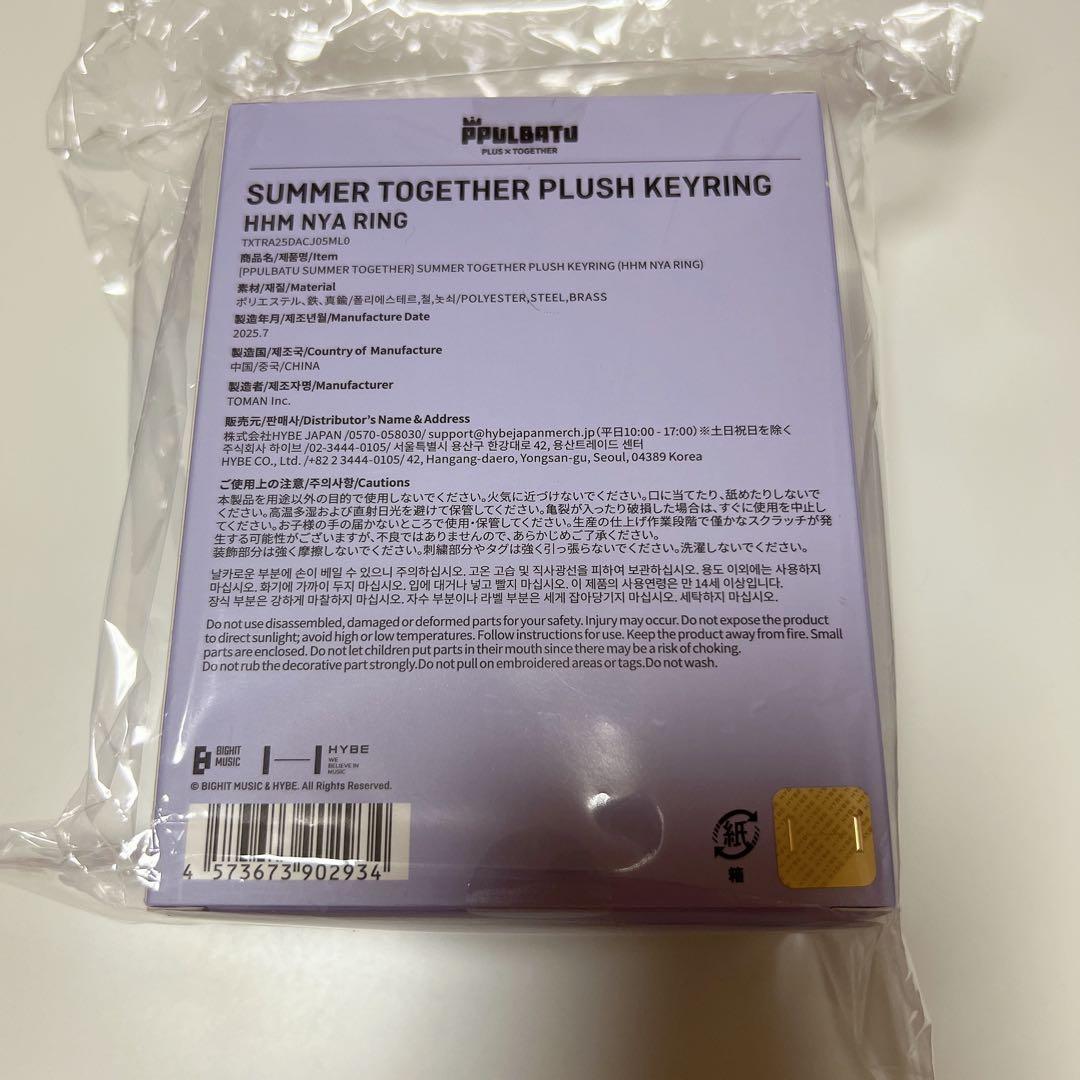 PPULBATU
PLUS × TOGETHER
SUMMER TOGETHER PLUSH KEYRING
HHM NYA RING
TXTRA25DACJ05ML0
商品名/제품명/Item
[PPULBATU SUMMER TOGETHER] SUMMER TOGETHER PLUSH KEYRING (HHM NYA RING)
素材/재질/Material
ポリエステル、鉄、真鍮/폴리에스테르,철,놋쇠/POLYESTER,STEEL,BRASS
製造年月/제조년월/Manufacture Date
2025.7
製造国/제조국/Country of Manufacture
中国/중국/CHINA
製造者/제조자명/Manufacturer
TOMAN Inc.
販売元/판매사/Distributor's Name & Address
株式会社HYBE JAPAN /0570-058030/ support@hybejapanmerch.jp(平日10:00 - 17:00)※土日祝日を除く
주식회사 하이브 /02-3444-0105/ 서울특별시 용산구 한강대로 42, 용산트레이드 센터
HYBE CO., Ltd. /+82 2 3444-0105/ 42, Hangang-daero, Yongsan-gu, Seoul, 04389 Korea
ご使用上の注意/주의사항/Cautions
本製品を用途以外の目的で使用しないでください。火気に近づけないでください。口に当てたり、舐めたりしないで
ください。高温多湿および直射日光を避けて保管してください。亀裂が入ったり破損した場合は、すぐに使用を中止し
てください。お子様の手の届かないところで使用・保管してください。生産の仕上げ作業段階で僅かなスクラッチが発
生する可能性がございますが、不良ではありませんので、あらかじめご了承ください。
装飾部分は強く摩擦しないでください。刺繍部分やタグは強く引っ張らないでください。洗濯しないでください。
날카로운 부분에 손이 베일 수 있으니 주의하십시오. 고온 고습 및 직사광선을 피하여 보관하십시오. 용도 이외에는 사용하지
마십시오. 화기에 가까이 두지 마십시오. 입에 대거나 넣고 빨지 마십시오. 이 제품의 사용연령은 만 14세 이상입니다.
장식 부분은 강하게 마찰하지 마십시오. 자수 부분이나 라벨 부분은 세게 잡아당기지 마십시오. 세탁하지 마십시오.
Do not use disassembled, damaged or deformed parts for your safety. Injury may occur. Do not expose the product
to direct sunlight; avoid high or low temperatures. Follow instructions for use. Keep the product away from fire. Small
parts are enclosed. Do not let children put parts in their mouth since there may be a risk of choking.
Do not rub the decorative part strongly.Do not pull on embroidered areas or tags.Do not wash.
BIGHIT MUSIC
HYBE
WE BELIEVE IN MUSIC
© BIGHIT MUSIC & HYBE. All Rights Reserved.
4 573673 902934
紙
箱